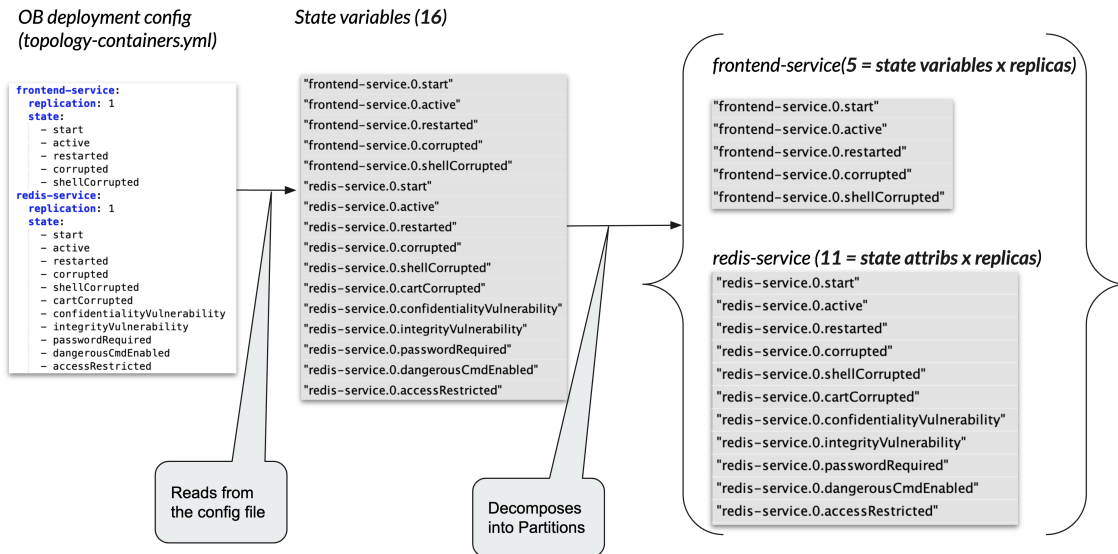 OB deployment config
(topology-containers.yml)
frontend-service:
replication: 1
state:
– start
– active
– restarted
– corrupted
– shellCorrupted
redis-service:
replication: 1
state:
– start
– active
– restarted
– corrupted
– shellCorrupted
– cartCorrupted
– confidentialityVulnerability
– integrityVulnerability
– passwordRequired
– dangerousCmdEnabled
– accessRestricted
Reads from
the config file
State variables (16)
"frontend-service.0.start"
"frontend-service.0.active"
"frontend-service.0.restarted"
"frontend-service.0.corrupted"
"frontend-service.0.shellCorrupted"
"redis-service.0.start"
"redis-service.0.active"
"redis-service.0.restarted"
"redis-service.0.corrupted"
"redis-service.0.shellCorrupted"
"redis-service.0.cartCorrupted"
"redis-service.0.confidentialityVulnerability"
"redis-service.0.integrityVulnerability"
"redis-service.0.passwordRequired"
"redis-service.0.dangerousCmdEnabled"
"redis-service.0.accessRestricted"
Decomposes
into Partitions
frontend-service(5 = state variables x replicas)
"frontend-service.0.start"
"frontend-service.0.active"
"frontend-service.0.restarted"
"frontend-service.0.corrupted"
"frontend-service.0.shellCorrupted"
redis-service (11 = state attribs x replicas)
"redis-service.0.start"
"redis-service.0.active"
"redis-service.0.restarted"
"redis-service.0.corrupted"
"redis-service.0.shellCorrupted"
"redis-service.0.cartCorrupted"
"redis-service.0.confidentialityVulnerability"
"redis-service.0.integrityVulnerability"
"redis-service.0.passwordRequired"
"redis-service.0.dangerousCmdEnabled"
"redis-service.0.accessRestricted"